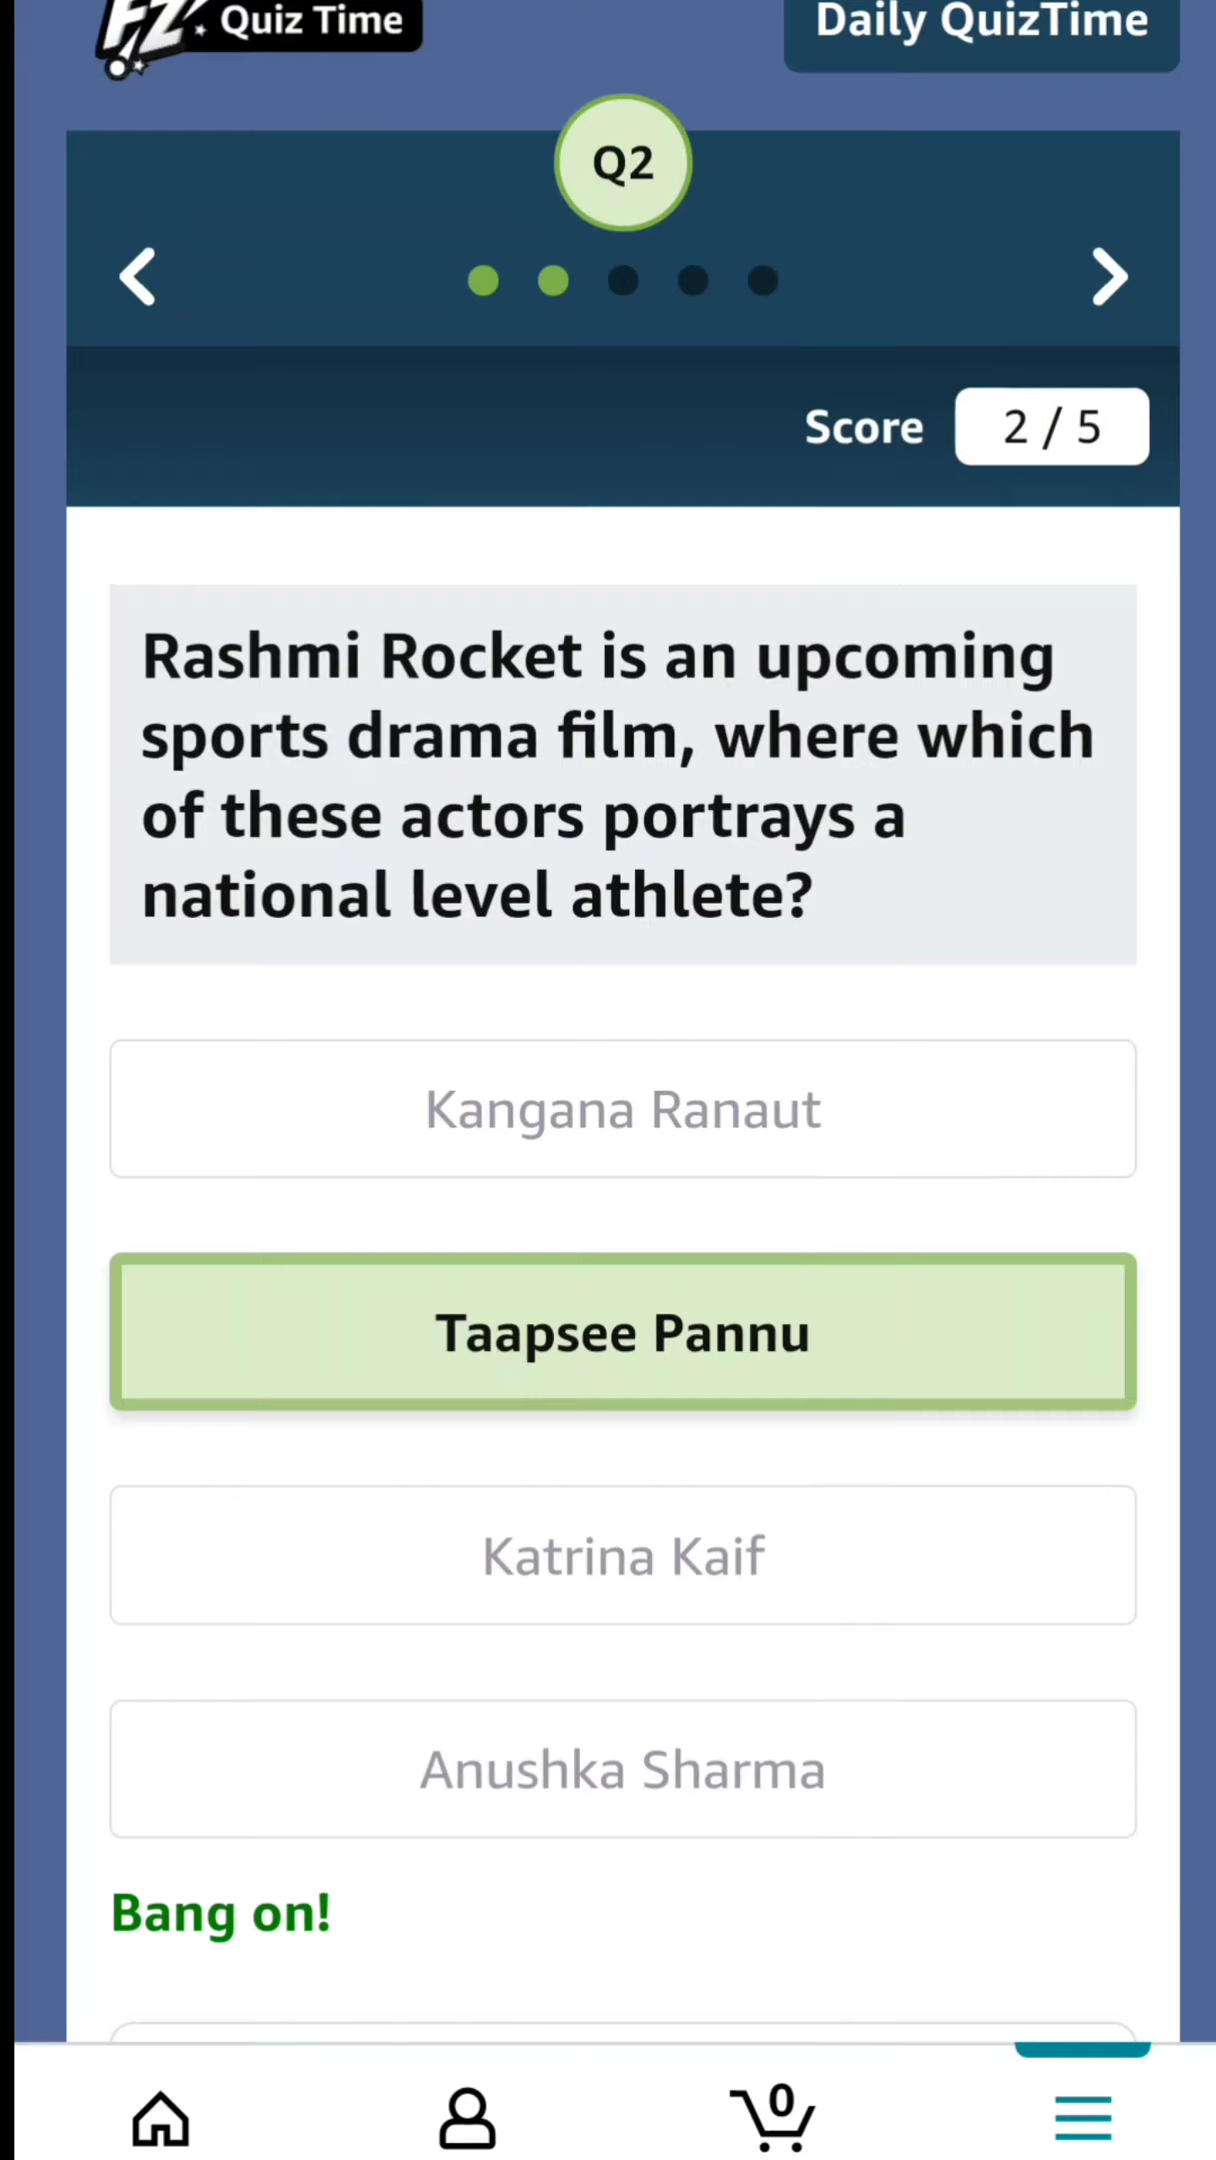 FZ Quiz Time
Daily QuizTime
Q2
Score 2 / 5
Rashmi Rocket is an upcoming
sports drama film, where which
of these actors portrays a
national level athlete?
Kangana Ranaut
Taapsee Pannu
Katrina Kaif
Anushka Sharma
Bang on!
0